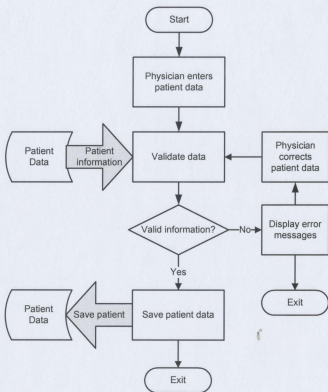 Start
Physician enters
patient data
Patient
Data
Patient
information
Validate data
Physician
corrects
patient data
Valid information?
No
Display error
messages
Yes
Exit
Patient
Data
Save patient
Save patient data
Exit